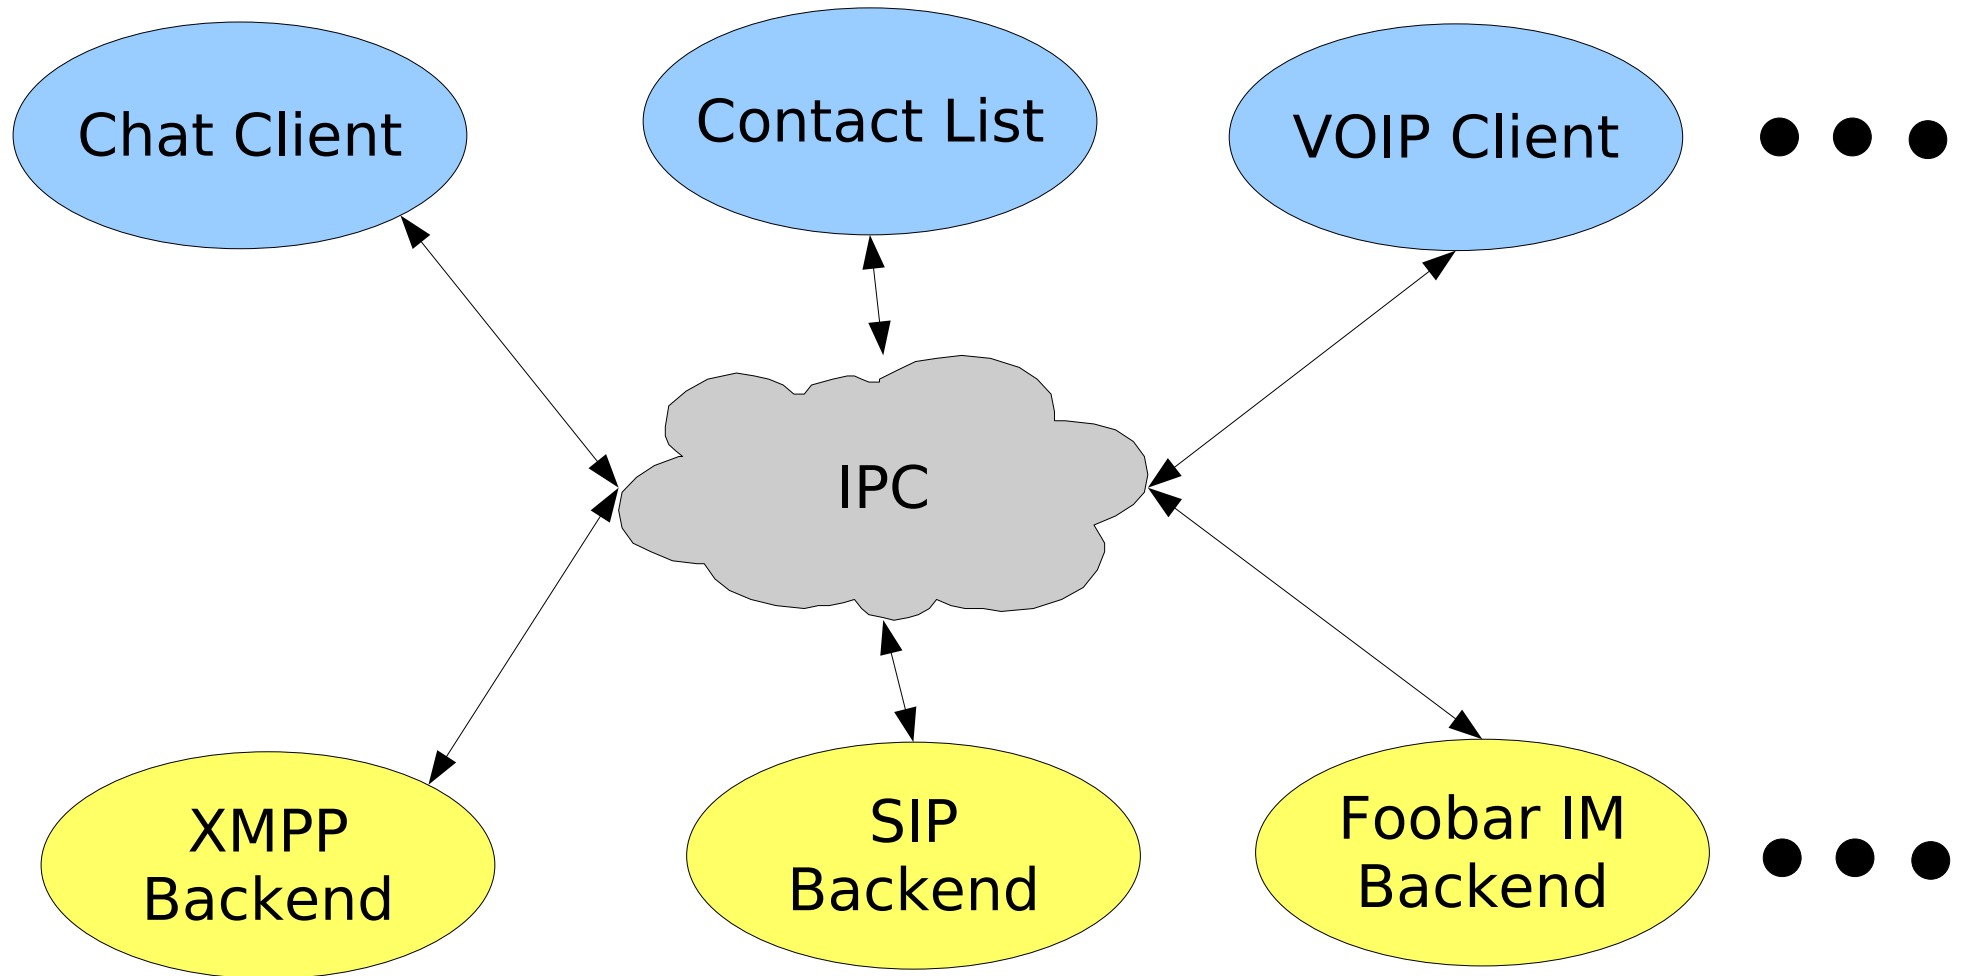 Chat Client
Contact List
VOIP Client
IPC
XMPP
Backend
SIP
Backend
Foobar IM
Backend